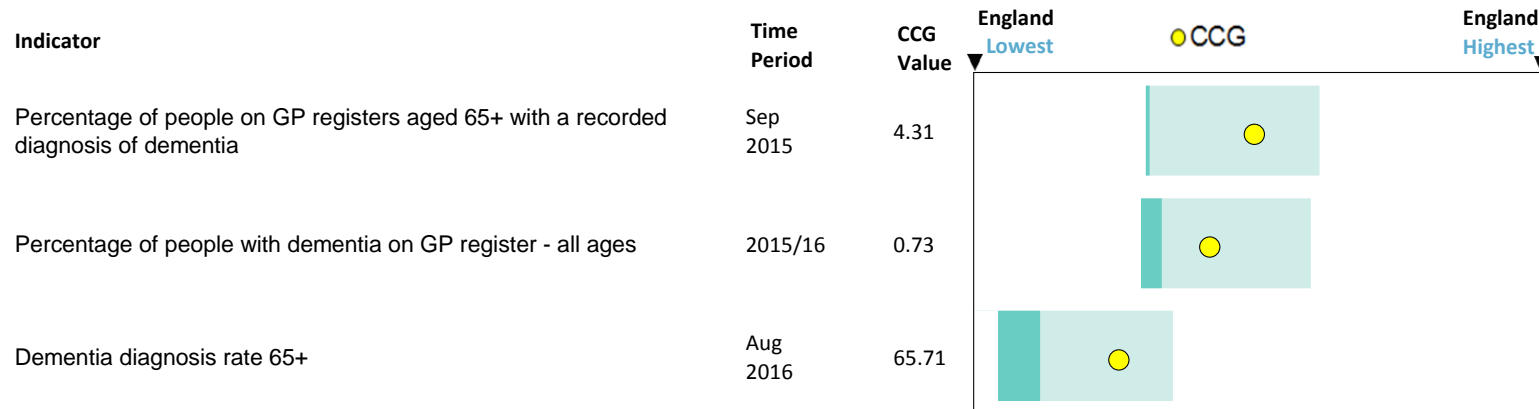 Indicator
Time
Period
CCG
Value
England
Lowest
CCG
England
Highest
Percentage of people on GP registers aged 65+ with a recorded
diagnosis of dementia
Sep
2015
4.31
Percentage of people with dementia on GP register - all ages
2015/16
0.73
Dementia diagnosis rate 65+
Aug
2016
65.71